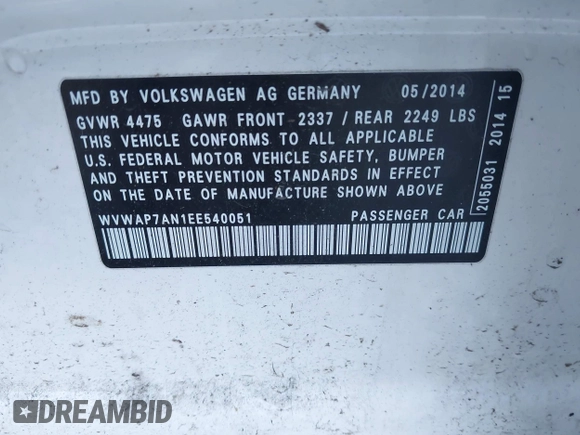 MFD BY VOLKSWAGEN AG GERMANY 05/2014
GVWR 4475 GAWR FRONT 2337 / REAR 2249 LBS
THIS VEHICLE CONFORMS TO ALL APPLICABLE
U.S. FEDERAL MOTOR VEHICLE SAFETY, BUMPER
AND THEFT PREVENTION STANDARDS IN EFFECT
ON THE DATE OF MANUFACTURE SHOWN ABOVE
WVWAP7AN1EE540051 PASSENGER CAR
2055031 2014 15
DREAMBID